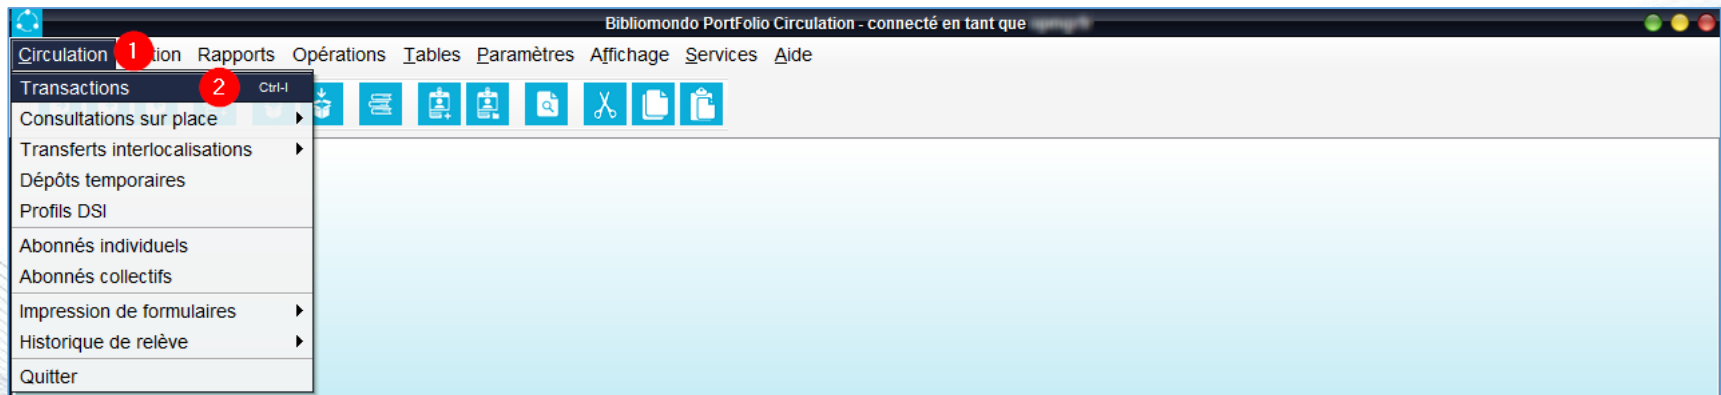 Bibliomondo PortFolio Circulation - connecté en tant que
Circulation 1 tion Rapports Opérations Tables Paramètres Affichage Services Aide
Transactions 2 Ctrl-I
Consultations sur place
Transferts interlocalisations
Dépôts temporaires
Profils DSI
Abonnés individuels
Abonnés collectifs
Impression de formulaires
Historique de relève
Quitter